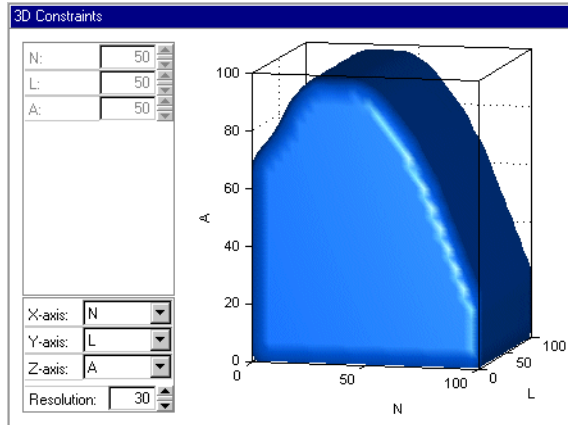 3D Constraints
N: 50
L: 50
A: 50
X-axis: N
Y-axis: L
Z-axis: A
Resolution: 30
100
80
60
40
20
0
A
0
50
100
N
0
50
100
L